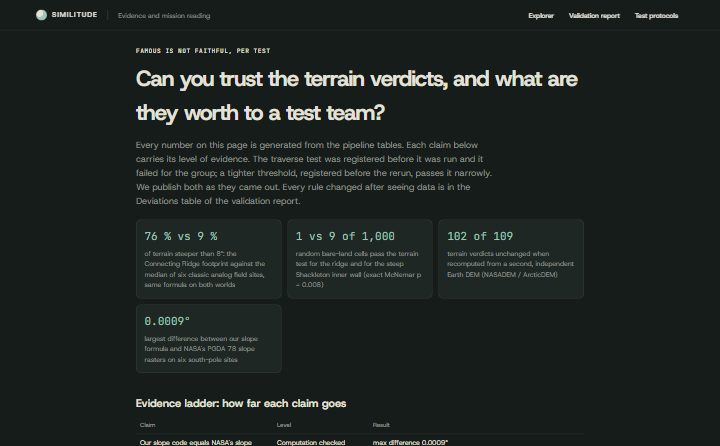 SIMILITUDE
Evidence and mission reading
Explorer
Validation report
Test protocols
FAMOUS IS NOT FAITHFUL, PER TEST
Can you trust the terrain verdicts, and what are
they worth to a test team?
Every number on this page is generated from the pipeline tables. Each claim below
carries its level of evidence. The traverse test was registered before it was run and it
failed for the group; a tighter threshold, registered before the rerun, passes it narrowly.
We publish both as they came out. Every rule changed after seeing data is in the
Deviations table of the validation report.
76 % vs 9 %
of terrain steeper than 8°: the
Connecting Ridge footprint against the
median of six classic analog field sites,
same formula on both worlds
1 vs 9 of 1,000
random bare-land cells pass the terrain
test for the ridge and for the steep
Shackleton inner wall (exact McNemar p
= 0.008)
102 of 109
terrain verdicts unchanged when
recomputed from a second, independent
Earth DEM (NASADEM / ArcticDEM)
0.0009°
largest difference between our slope
formula and NASA's PGDA 78 slope
rasters on six south-pole sites
Evidence ladder: how far each claim goes
Claim
Level
Result
Our slope code equals NASA's slope
Computation checked
max difference 0.0009°